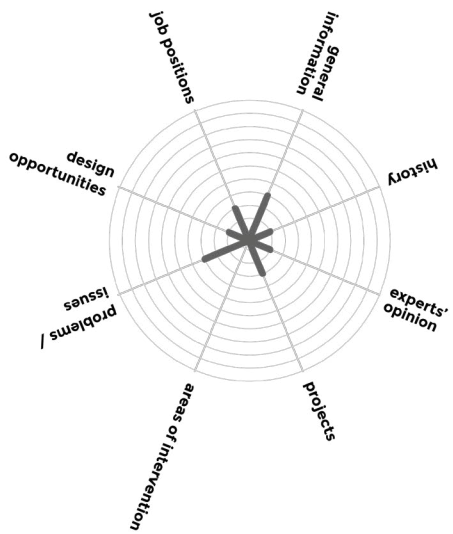 job positions
general
information
history
experts'
opinion
projects
areas of intervention
problems /
issues
design
opportunities